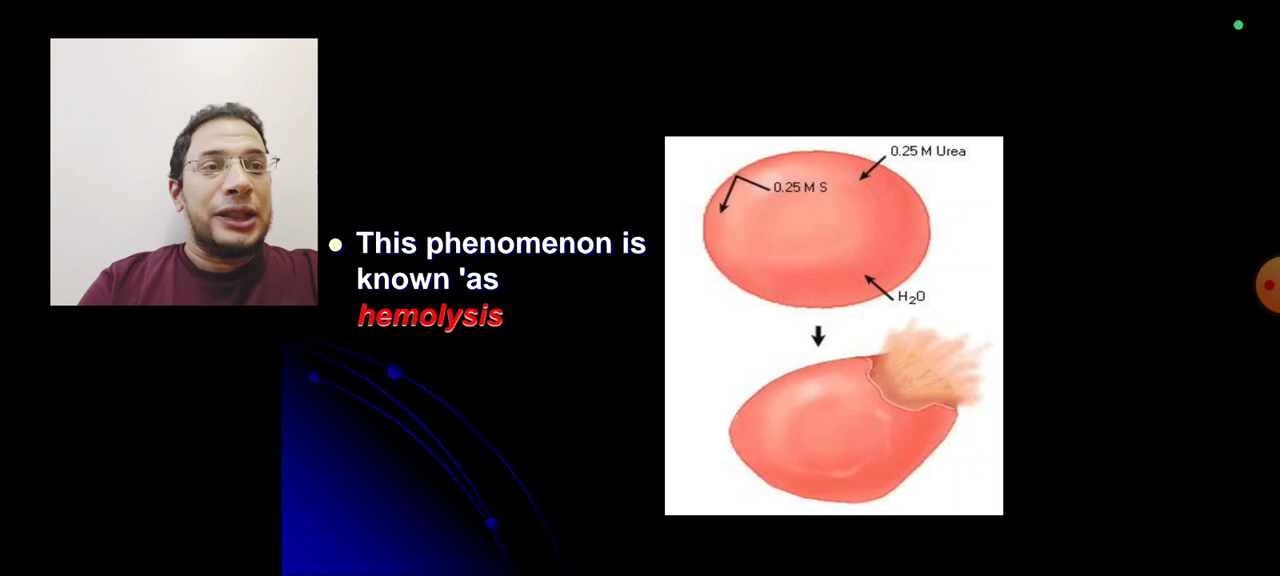 This phenomenon is
known 'as
hemolysis
0.25 M Urea
0.25 M S
H₂O